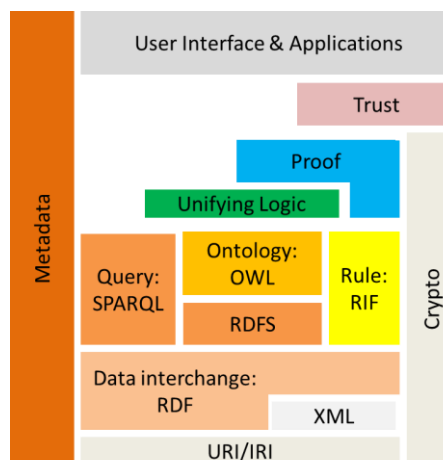 User Interface & Applications
Trust
Proof
Unifying Logic
Metadata
Query:
SPARQL
Ontology:
OWL
RDFS
Rule:
RIF
Crypto
Data interchange:
RDF
XML
URI/IRI